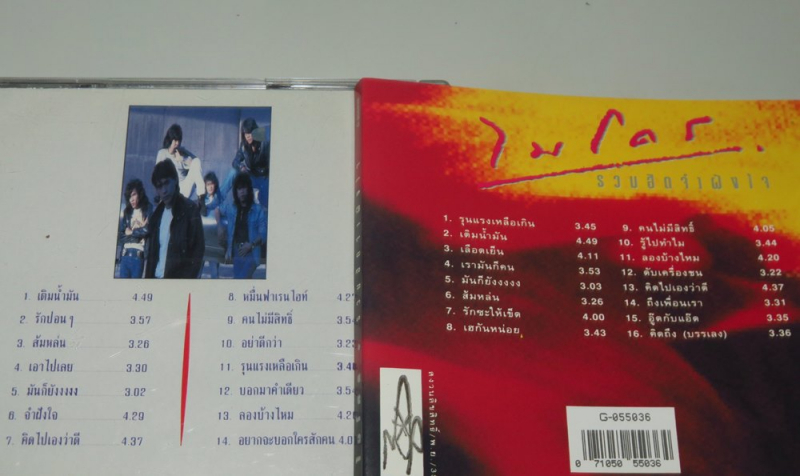 1. เติมน้ำมัน 4.49
2. รักปอนๆ 3.57
3. ส้มหล่น 3.26
4. เอาไปเลย 3.30
5. มันก็ยังงงง 3.02
6. จำฝังใจ 4.29
7. คิดไปเองว่าดี 4.37
8. หมื่นฟาเรนไฮท์
9. คนไม่มีสิทธิ์
10. อย่าดีกว่า
11. รุนแรงเหลือเกิน
12. บอกมาคำเดียว
13. ลองบ้างไหม
14. อยากจะบอกใครสักคน
ไมโคร
รวมฮิตจำฝังใจ
1. รุนแรงเหลือเกิน 3.45
2. เติมน้ำมัน 4.49
3. เลือดเย็น 4.11
4. เรามันก็คน 3.53
5. มันก็ยังงงงง 3.03
6. ส้มหล่น 3.26
7. รักซะให้เข็ด 4.00
8. เฮกันหน่อย 3.43
9. คนไม่มีสิทธิ์ 4.05
10. รู้ไปทำไม 3.44
11. ลองบ้างไหม 4.20
12. ดับเครื่องชน 3.22
13. คิดไปเองว่าดี 4.37
14. ถึงเพื่อนเรา 3.31
15. อู๊ดกับแอ๊ด 3.35
16. คิดถึง (บรรเลง) 3.36
G-055036
0 71050 55036